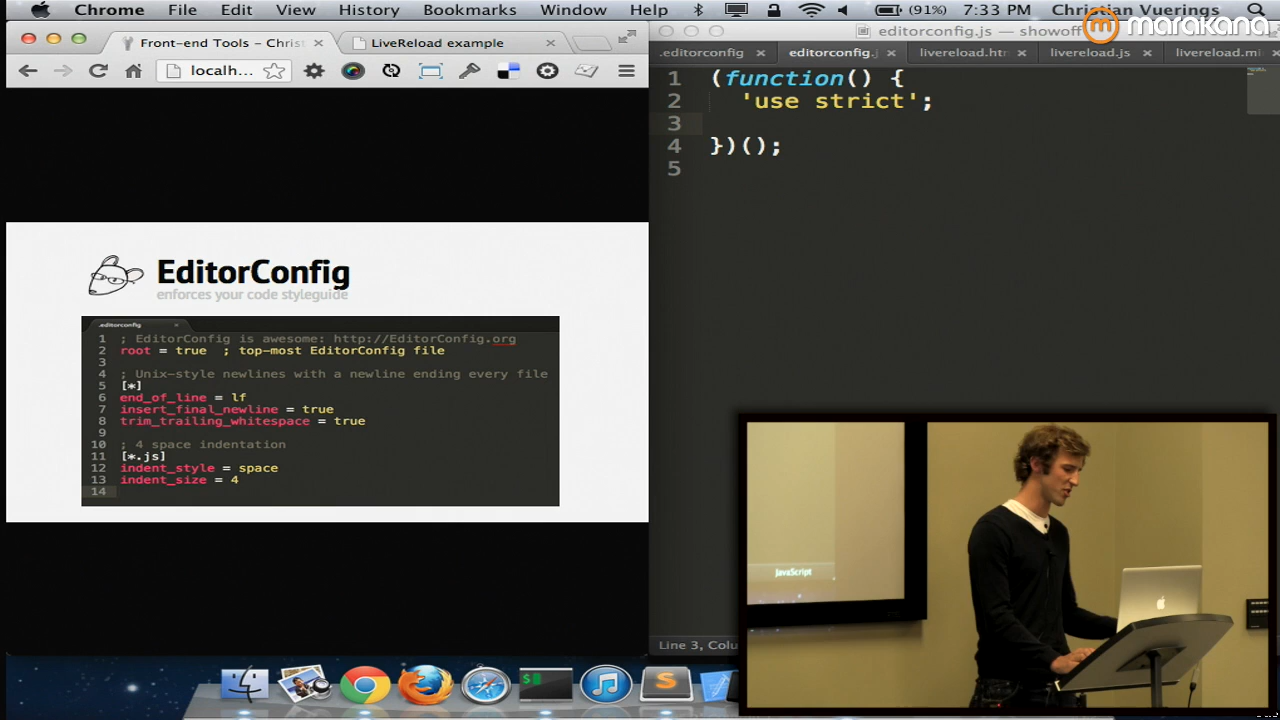 Chrome File Edit View History Bookmarks Window Help (91%) 7:33 PM Christian Vuerings
marakana
Front-end Tools - Christ × LiveReload example ×
localh...
editorconfig.js — showoff
.editorconfig × editorconfig.j × livereload.htm × livereload.js ×
1 (function() {
2 'use strict';
3
4 })();
5
EditorConfig
enforces your code styleguide
.editorconfig ×
1 ; EditorConfig is awesome: http://EditorConfig.org
2 root = true ; top-most EditorConfig file
3
4 ; Unix-style newlines with a newline ending every file
5 [*]
6 end_of_line = lf
7 insert_final_newline = true
8 trim_trailing_whitespace = true
9
10 ; 4 space indentation
11 [*.js]
12 indent_style = space
13 indent_size = 4
14
JavaScript
Line 3, Colu
$
S